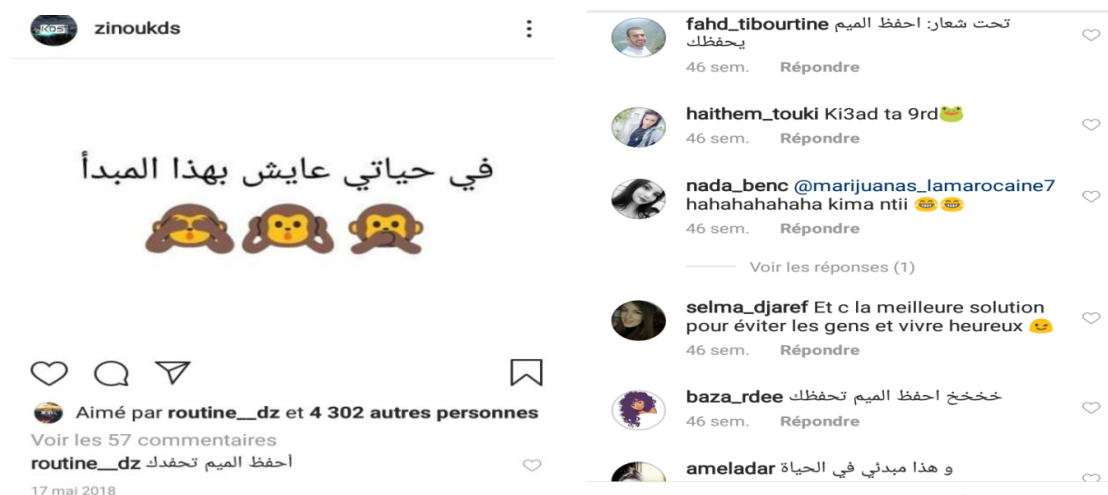 KDS
zinoukds
في حياتي عايش بهذا المبدأ
🙈🙉🙊
Aimé par routine__dz et 4 302 autres personnes
Voir les 57 commentaires
routine__dz أحفظ الميم تحفدك
17 mai 2018
fahd_tibourtine تحت شعار: احفظ الميم
يحفظك
46 sem. Répondre
haithem_touki Ki3ad ta 9rd🐸
46 sem. Répondre
nada_benc @marijuanas_lamarocaine7
hahahahahaha kima ntii 😂😂
46 sem. Répondre
Voir les réponses (1)
selma_djaref Et c la meilleure solution
pour éviter les gens et vivre heureux 😉
46 sem. Répondre
baza_rdee خخخخ احفظ الميم تحفظك
46 sem. Répondre
ameladar و هذا مبدئي في الحياة